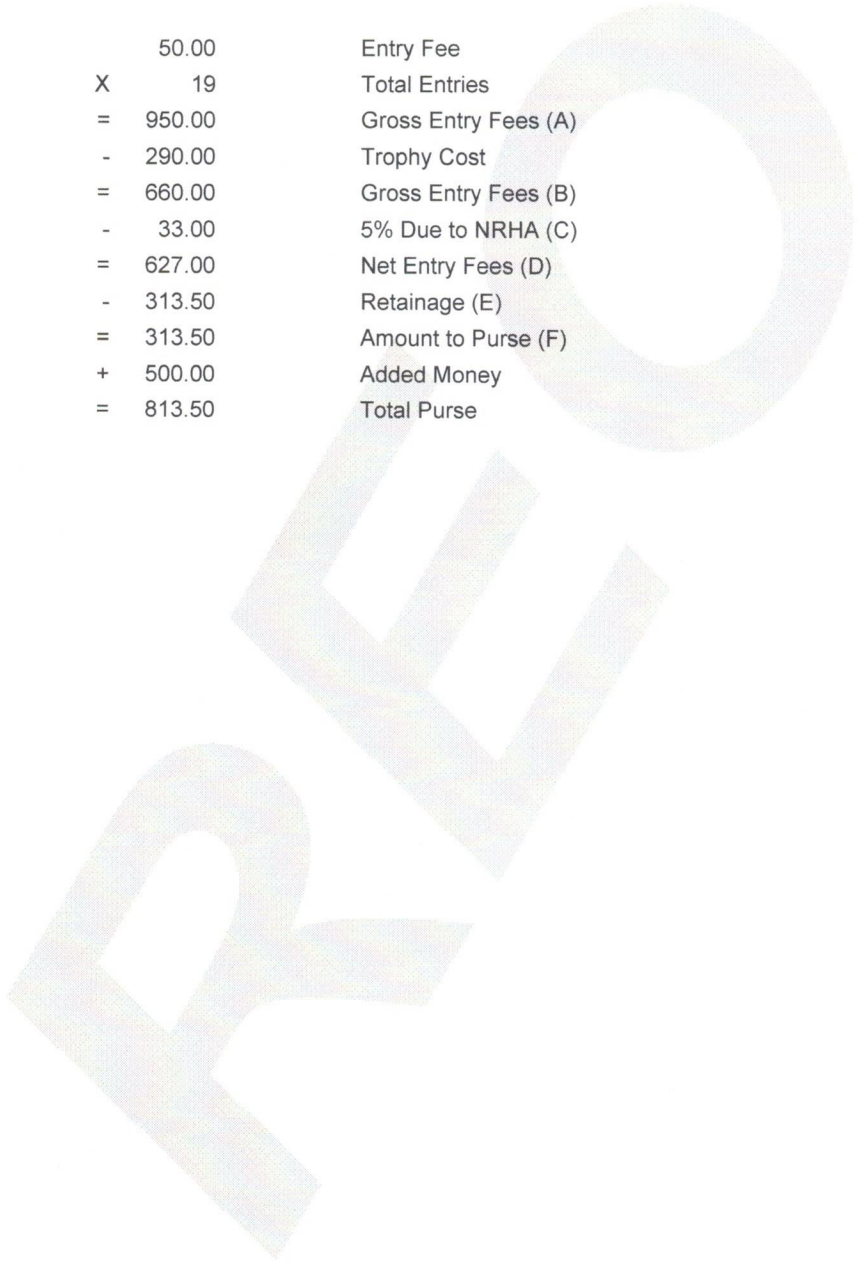 50.00 Entry Fee
X 19 Total Entries
= 950.00 Gross Entry Fees (A)
- 290.00 Trophy Cost
= 660.00 Gross Entry Fees (B)
- 33.00 5% Due to NRHA (C)
= 627.00 Net Entry Fees (D)
- 313.50 Retainage (E)
= 313.50 Amount to Purse (F)
+ 500.00 Added Money
= 813.50 Total Purse
REO